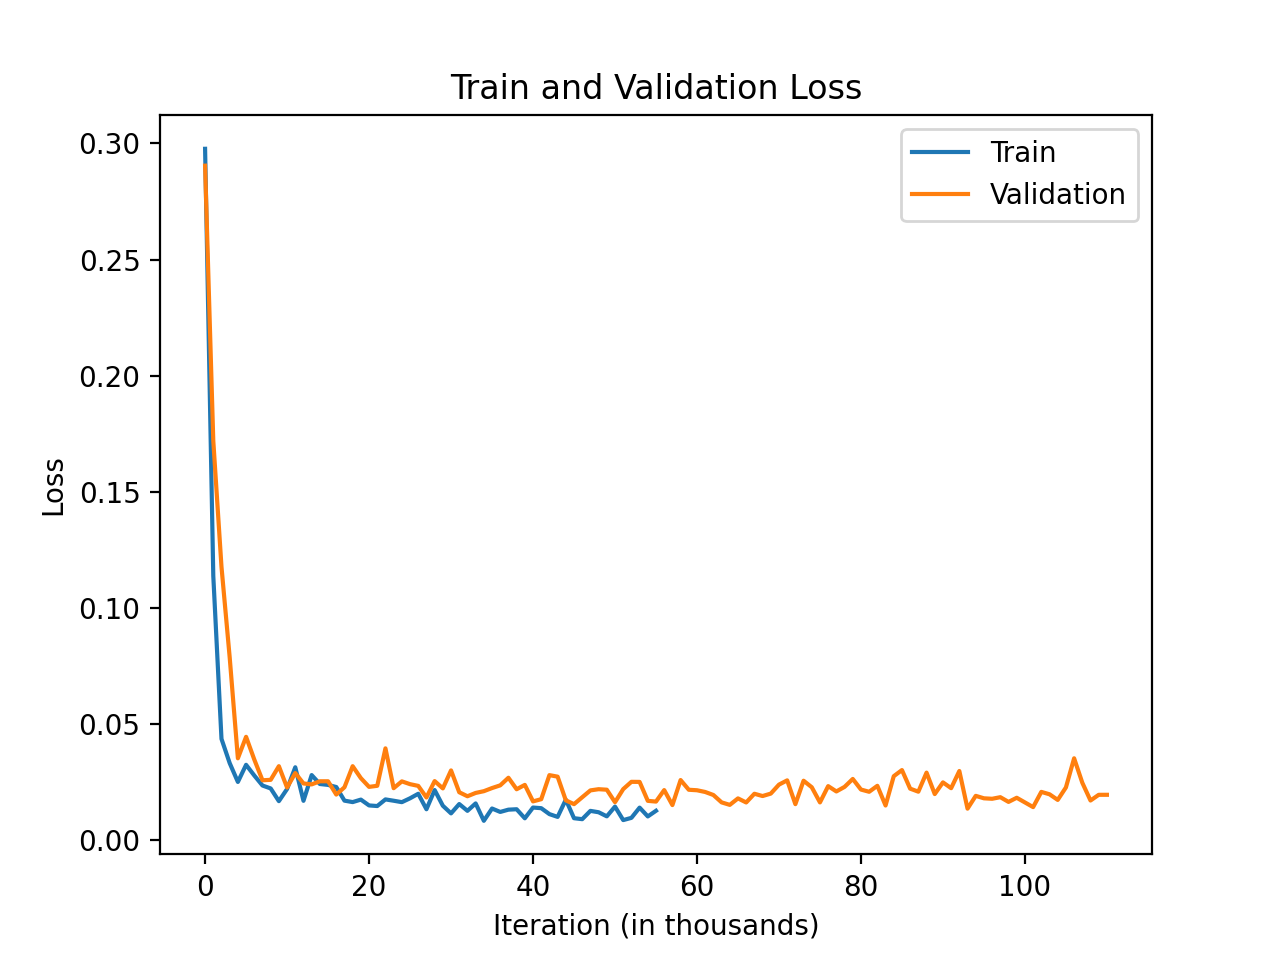 Train and Validation Loss
Train
Validation
0.30
0.25
0.20
0.15
0.10
0.05
0.00
Loss
0 20 40 60 80 100
Iteration (in thousands)